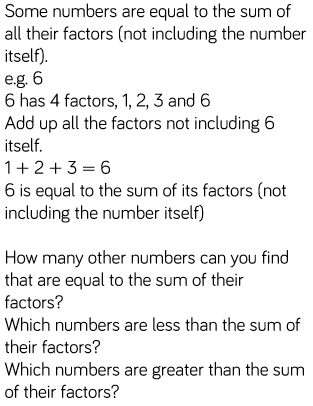 Some numbers are equal to the sum of
all their factors (not including the number
itself).
e.g. 6
6 has 4 factors, 1, 2, 3 and 6
Add up all the factors not including 6
itself.
1 + 2 + 3 = 6
6 is equal to the sum of its factors (not
including the number itself)
How many other numbers can you find
that are equal to the sum of their
factors?
Which numbers are less than the sum of
their factors?
Which numbers are greater than the sum
of their factors?